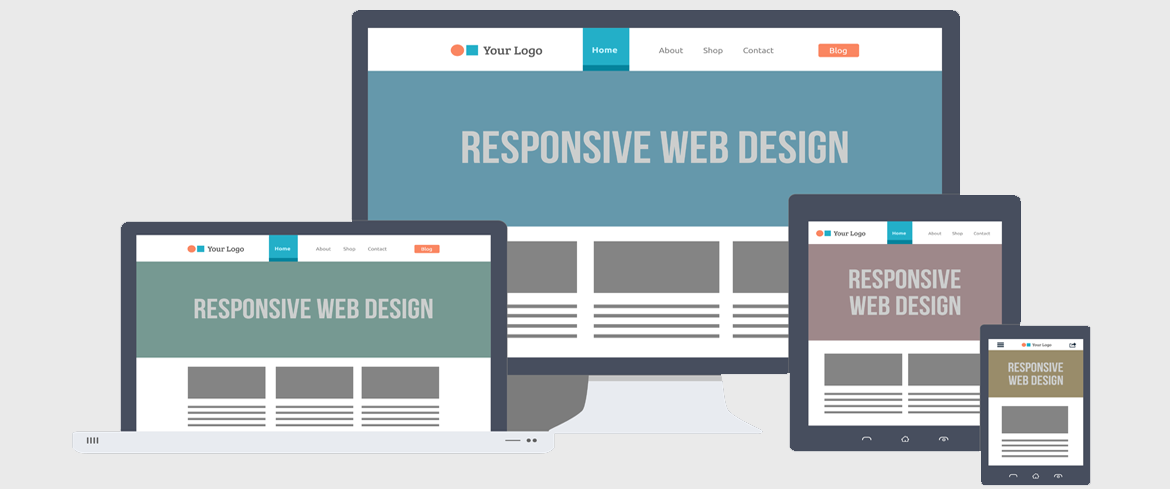 Your Logo Home About Shop Contact Blog
RESPONSIVE WEB DESIGN
Your Logo Home About Shop Contact Blog
RESPONSIVE WEB DESIGN
Your Logo Home About Shop Contact
RESPONSIVE
WEB DESIGN
Your Logo
RESPONSIVE
WEB DESIGN